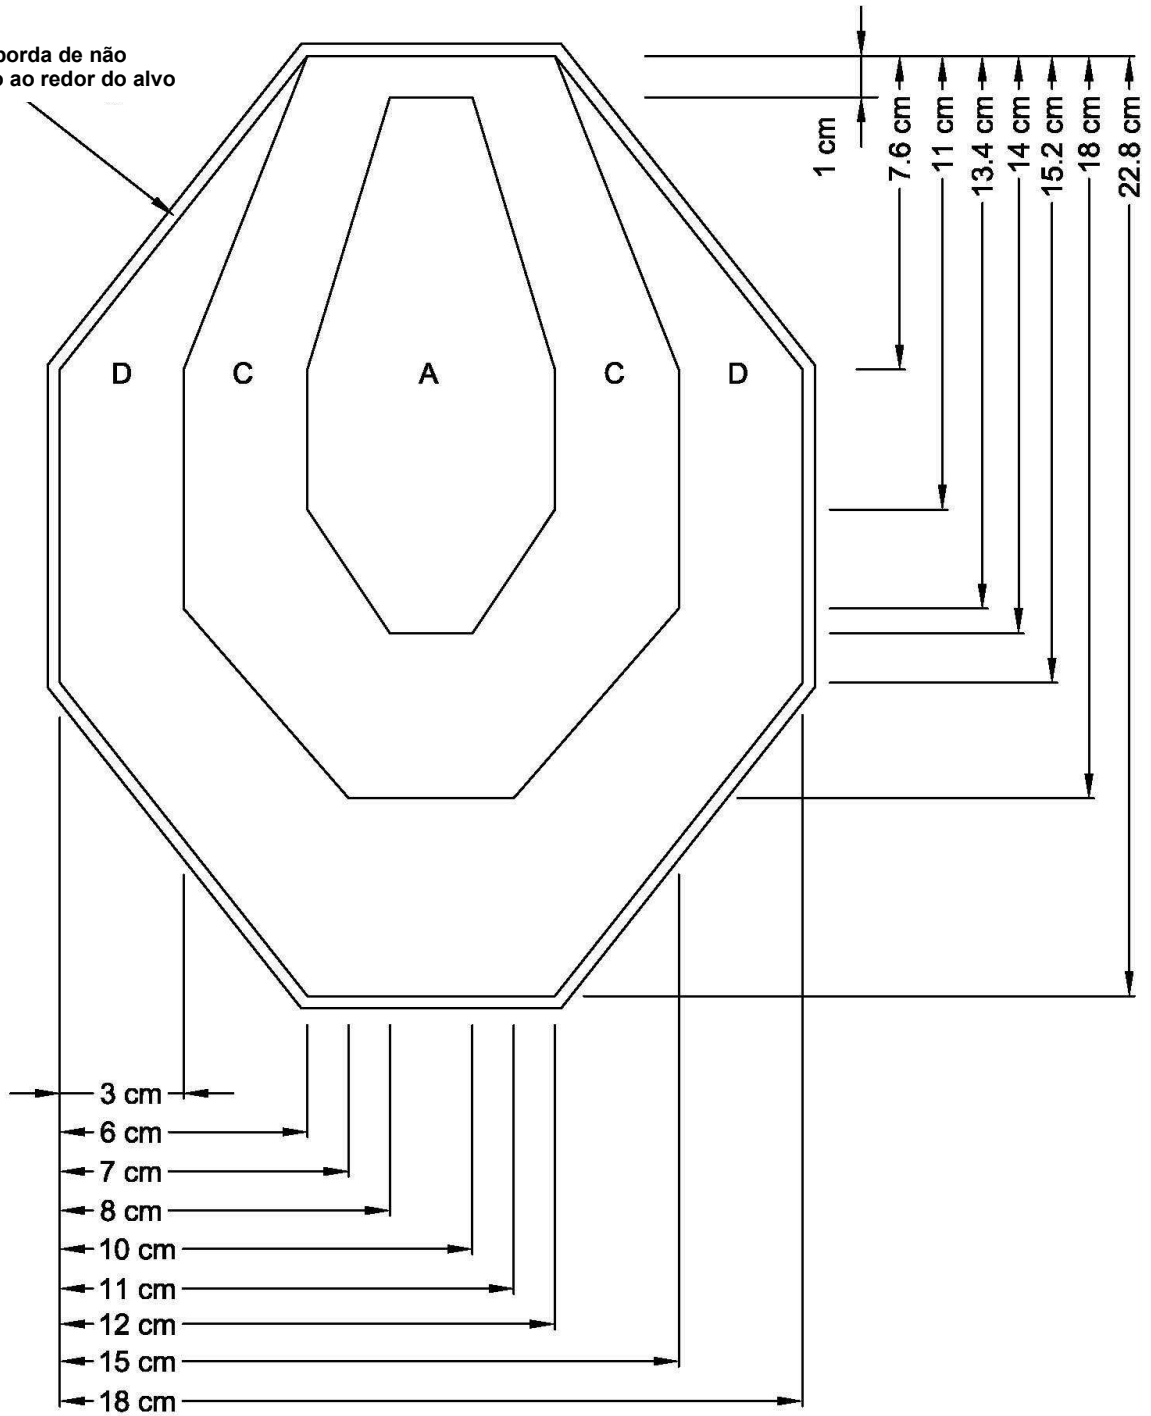 borda de não
ao redor do alvo
1 cm
7.6 cm
11 cm
13.4 cm
14 cm
15.2 cm
18 cm
22.8 cm
D
C
A
C
D
3 cm
6 cm
7 cm
8 cm
10 cm
11 cm
12 cm
15 cm
18 cm